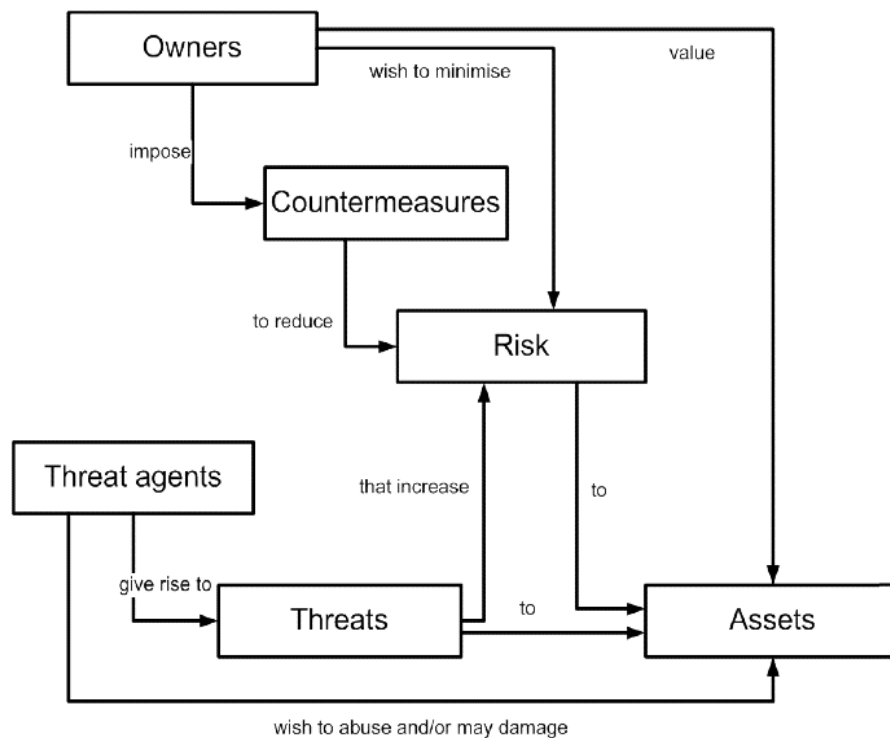 Owners
value
wish to minimise
impose
Countermeasures
to reduce
Risk
Threat agents
that increase
to
give rise to
to
Threats
Assets
wish to abuse and/or may damage